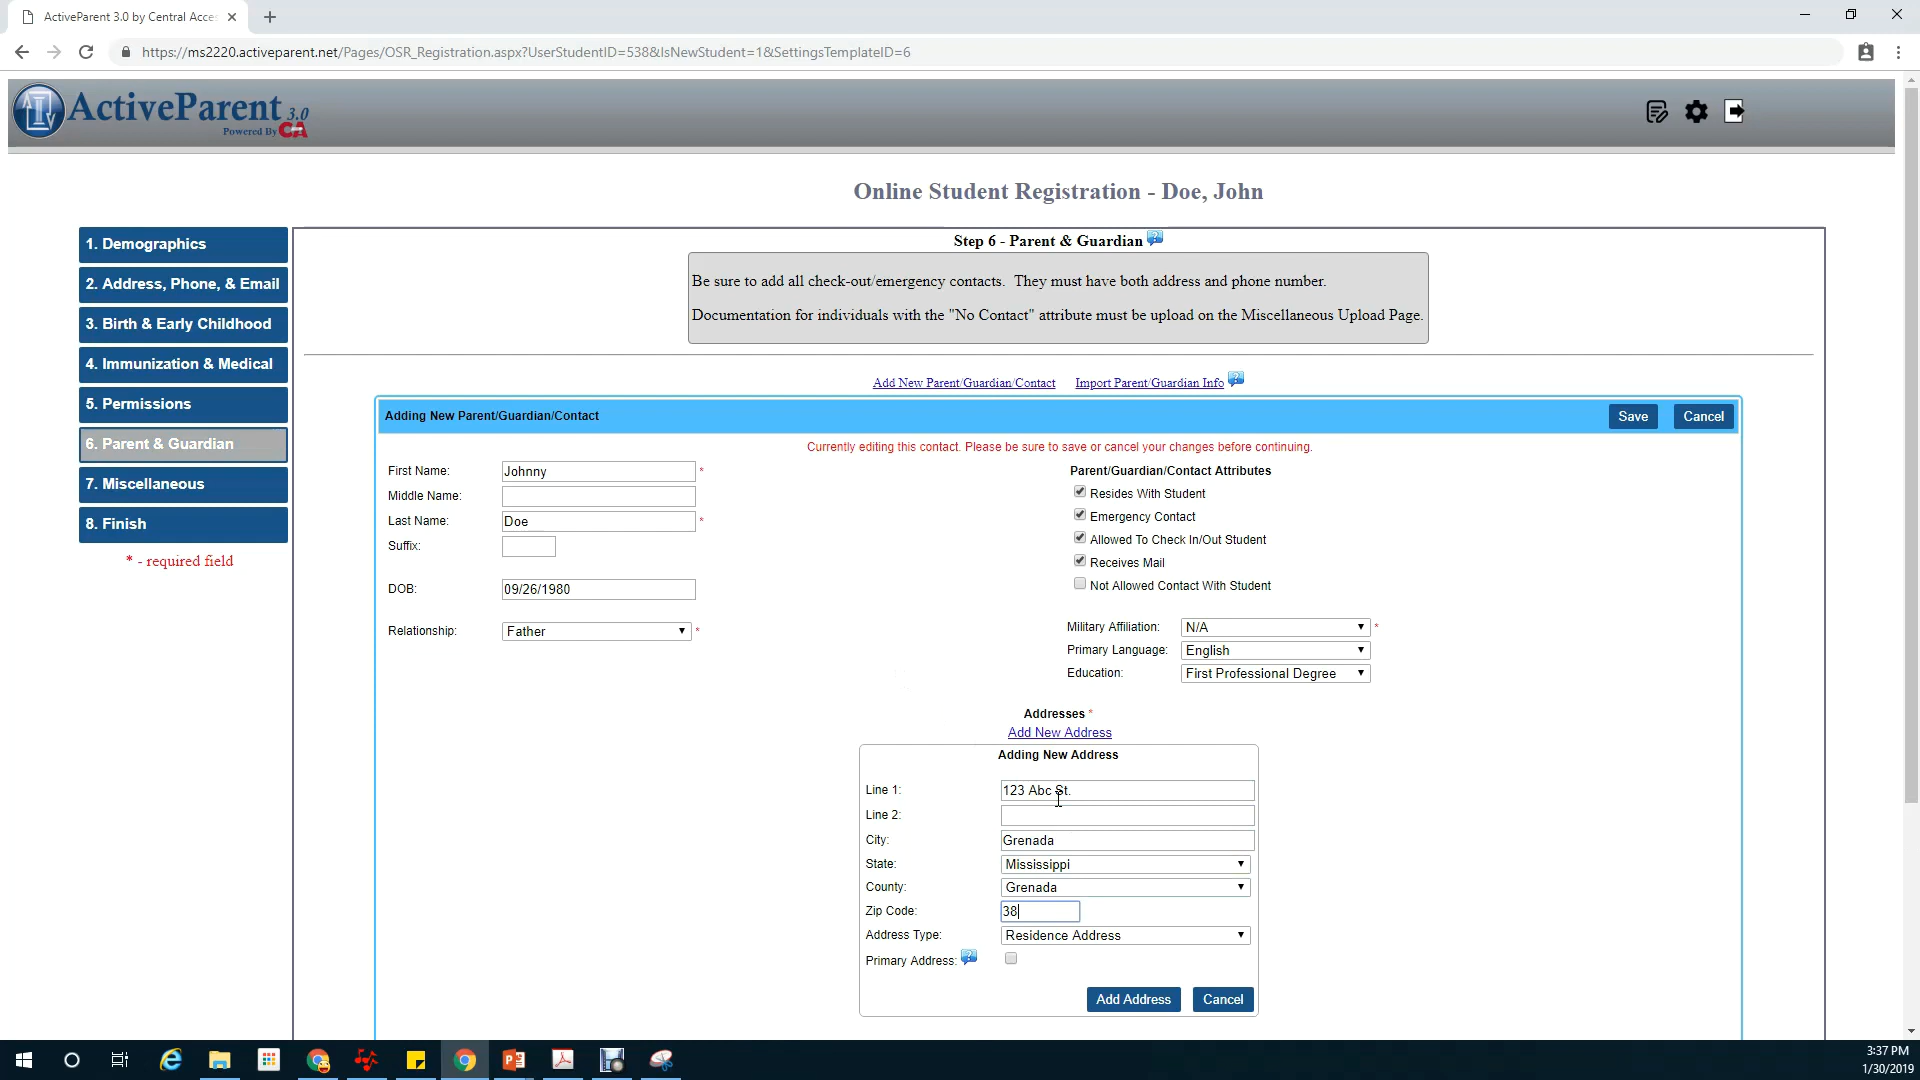 ActiveParent 3.0 by Central Acce
https://ms2220.activeparent.net/Pages/OSR_Registration.aspx?UserStudentID=538&IsNewStudent=1&SettingsTemplateID=6
ActiveParent 3.0
Powered By CA
Online Student Registration - Doe, John
1. Demographics
2. Address, Phone, & Email
3. Birth & Early Childhood
4. Immunization & Medical
5. Permissions
6. Parent & Guardian
7. Miscellaneous
8. Finish
* - required field
Step 6 - Parent & Guardian
Be sure to add all check-out/emergency contacts. They must have both address and phone number.
Documentation for individuals with the "No Contact" attribute must be upload on the Miscellaneous Upload Page.
Add New Parent/Guardian/Contact Import Parent/Guardian Info
Adding New Parent/Guardian/Contact Save Cancel
Currently editing this contact. Please be sure to save or cancel your changes before continuing.
First Name: Johnny *
Middle Name:
Last Name: Doe *
Suffix:
DOB: 09/26/1980
Relationship: Father *
Parent/Guardian/Contact Attributes
Resides With Student
Emergency Contact
Allowed To Check In/Out Student
Receives Mail
Not Allowed Contact With Student
Military Affiliation: N/A *
Primary Language: English
Education: First Professional Degree
Addresses *
Add New Address
Adding New Address
Line 1: 123 Abc St.
Line 2:
City: Grenada
State: Mississippi
County: Grenada
Zip Code: 38
Address Type: Residence Address
Primary Address:
Add Address Cancel
3:37 PM
1/30/2019